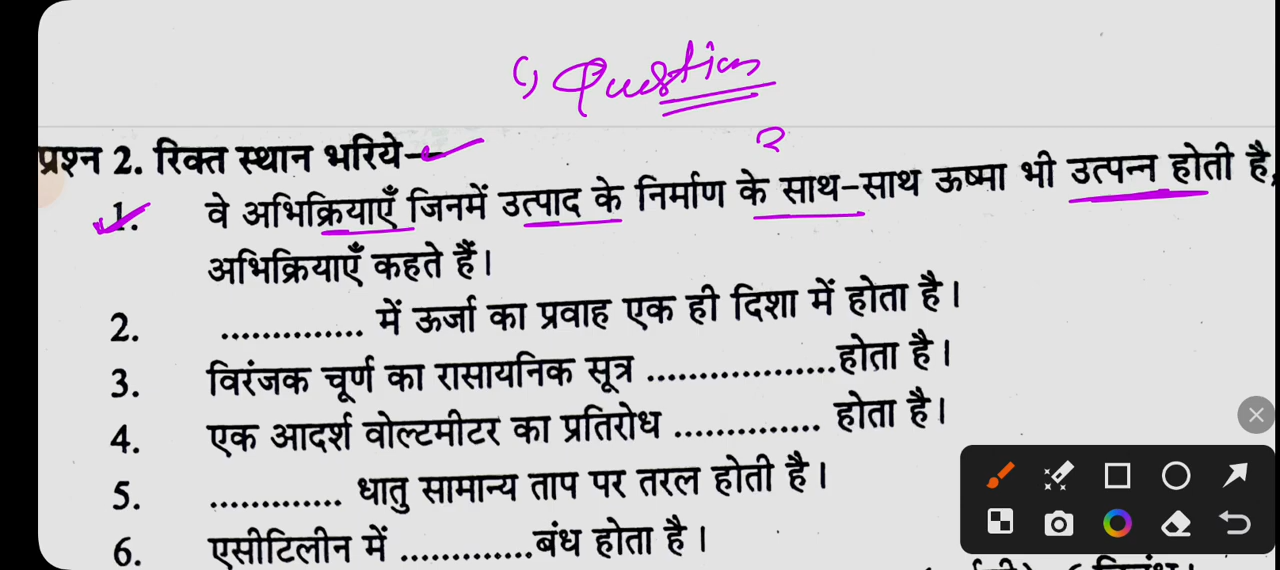 Question
2
प्रश्न 2. रिक्त स्थान भरिये—
1. वे अभिक्रियाएँ जिनमें उत्पाद के निर्माण के साथ-साथ ऊष्मा भी उत्पन्न होती है,
अभिक्रियाएँ कहते हैं।
2. .............. में ऊर्जा का प्रवाह एक ही दिशा में होता है।
3. विरंजक चूर्ण का रासायनिक सूत्र ...................होता है।
4. एक आदर्श वोल्टमीटर का प्रतिरोध .............. होता है।
5. ............. धातु सामान्य ताप पर तरल होती है।
6. एसीटिलीन में .............बंध होता है।